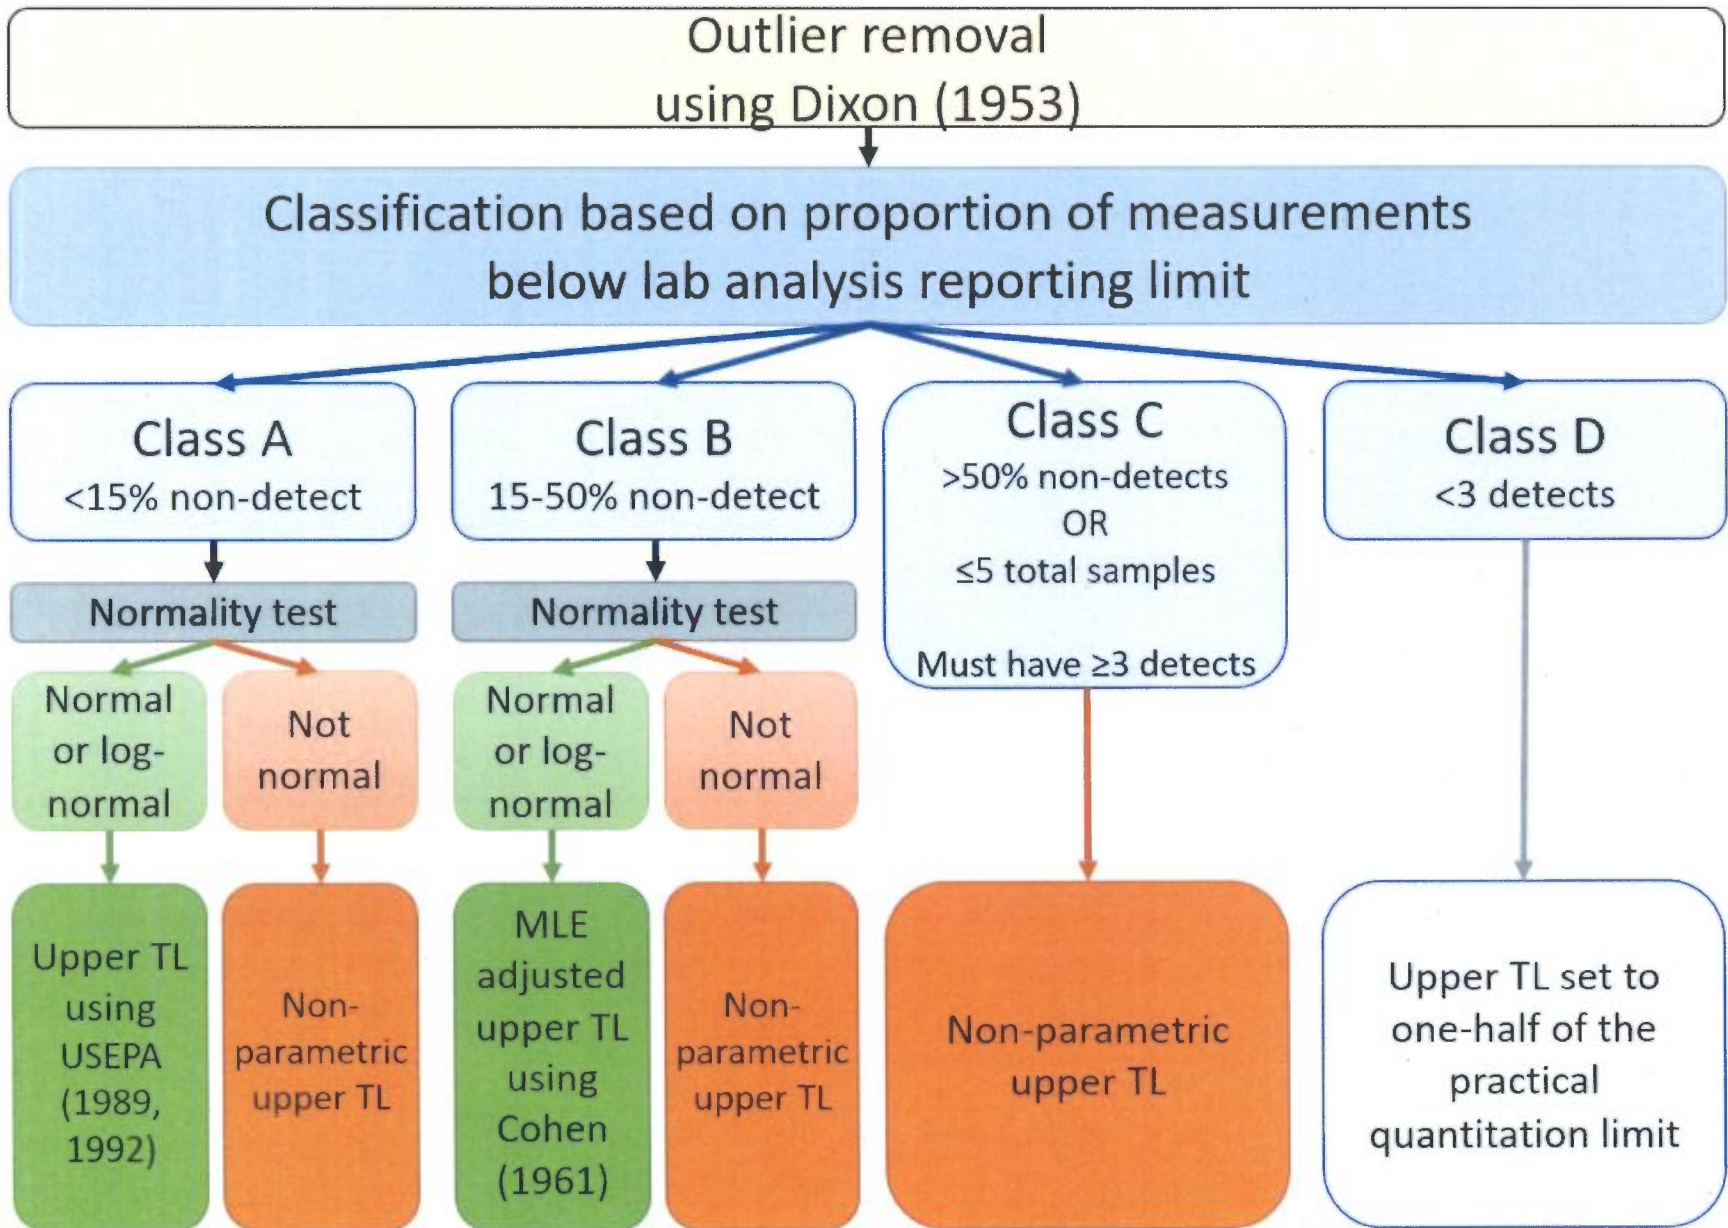 Outlier removal
using Dixon (1953)
Classification based on proportion of measurements
below lab analysis reporting limit
Class A
<15% non-detect
Class B
15-50% non-detect
Class C
>50% non-detects
OR
≤5 total samples
Must have ≥3 detects
Class D
<3 detects
Normality test
Normality test
Normal
or log-
normal
Not
normal
Normal
or log-
normal
Not
normal
Upper TL
using
USEPA
(1989,
1992)
Non-
parametric
upper TL
MLE
adjusted
upper TL
using
Cohen
(1961)
Non-
parametric
upper TL
Non-parametric
upper TL
Upper TL set to
one-half of the
practical
quantitation limit